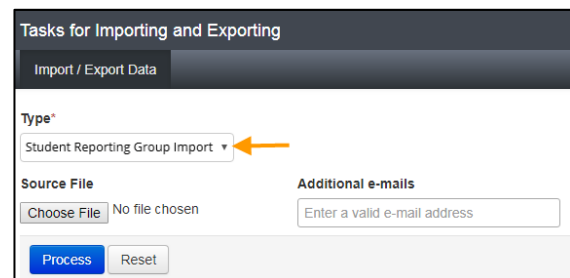 Tasks for Importing and Exporting
Import / Export Data
Type*
Student Reporting Group Import
Source File
Additional e-mails
Choose File No file chosen
Enter a valid e-mail address
Process
Reset